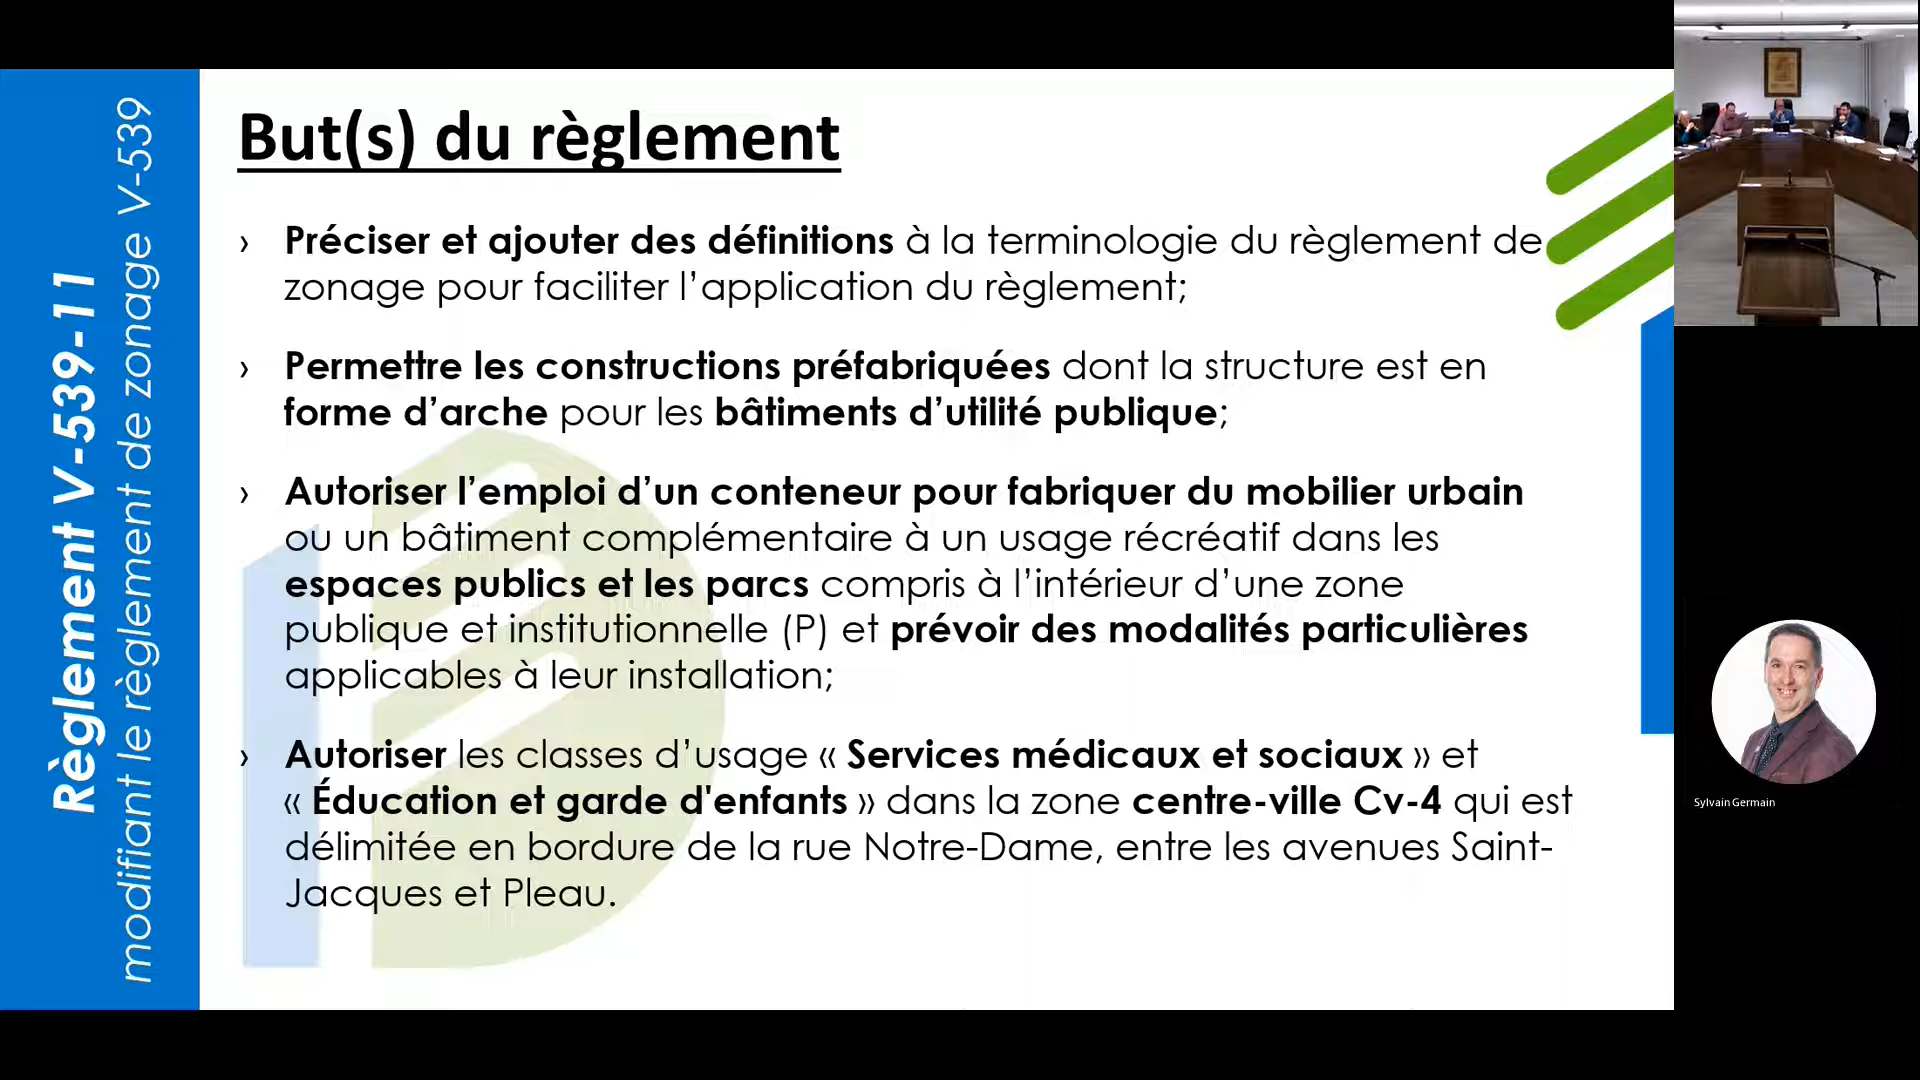 Règlement V-539-11
modifiant le règlement de zonage V-539
But(s) du règlement
› Préciser et ajouter des définitions à la terminologie du règlement de
zonage pour faciliter l’application du règlement;
› Permettre les constructions préfabriquées dont la structure est en
forme d’arche pour les bâtiments d’utilité publique;
› Autoriser l’emploi d’un conteneur pour fabriquer du mobilier urbain
ou un bâtiment complémentaire à un usage récréatif dans les
espaces publics et les parcs compris à l’intérieur d’une zone
publique et institutionnelle (P) et prévoir des modalités particulières
applicables à leur installation;
› Autoriser les classes d’usage « Services médicaux et sociaux » et
« Éducation et garde d'enfants » dans la zone centre-ville Cv-4 qui est
délimitée en bordure de la rue Notre-Dame, entre les avenues Saint-
Jacques et Pleau.
Sylvain Germain